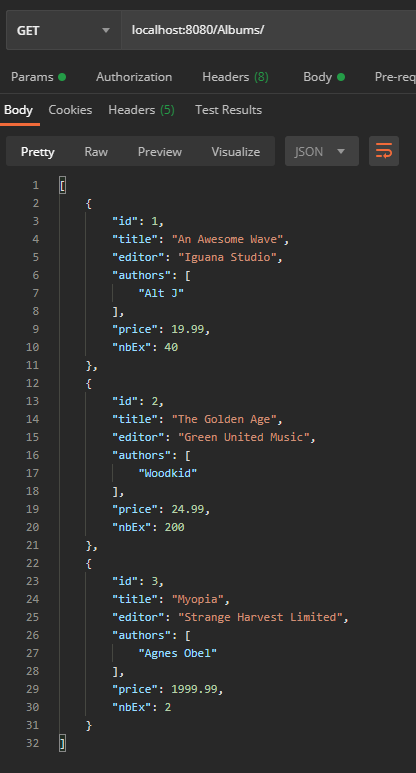 GET localhost:8080/Albums/
Params Authorization Headers (8) Body Pre-req
Body Cookies Headers (5) Test Results
Pretty Raw Preview Visualize JSON
1 [
2 {
3 "id": 1,
4 "title": "An Awesome Wave",
5 "editor": "Iguana Studio",
6 "authors": [
7 "Alt J"
8 ],
9 "price": 19.99,
10 "nbEx": 40
11 },
12 {
13 "id": 2,
14 "title": "The Golden Age",
15 "editor": "Green United Music",
16 "authors": [
17 "Woodkid"
18 ],
19 "price": 24.99,
20 "nbEx": 200
21 },
22 {
23 "id": 3,
24 "title": "Myopia",
25 "editor": "Strange Harvest Limited",
26 "authors": [
27 "Agnes Obel"
28 ],
29 "price": 1999.99,
30 "nbEx": 2
31 }
32 ]